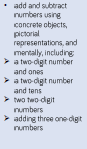 • add and subtract
numbers using
concrete objects,
pictorial
representations, and
mentally, including:
➤ a two-digit number
and ones
➤ a two-digit number
and tens
➤ two two-digit
numbers
➤ adding three one-digit
numbers